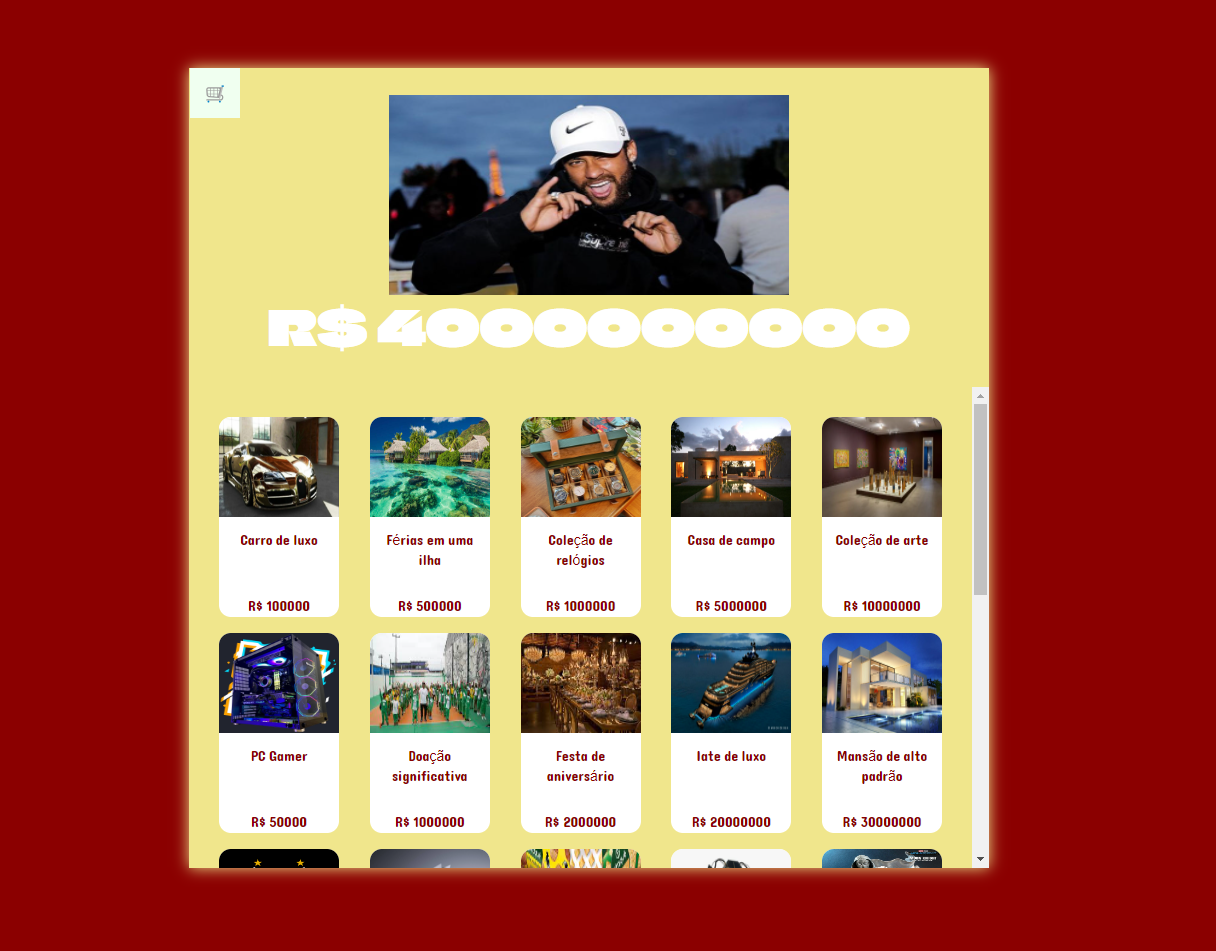 Supreme
R$ 4000000000
Carro de luxo
R$ 100000
Férias em uma
ilha
R$ 500000
Coleção de
relógios
R$ 1000000
Casa de campo
R$ 5000000
Coleção de arte
R$ 10000000
PC Gamer
R$ 50000
Doação
significativa
R$ 1000000
Festa de
aniversário
R$ 2000000
Iate de luxo
R$ 20000000
Mansão de alto
padrão
R$ 30000000